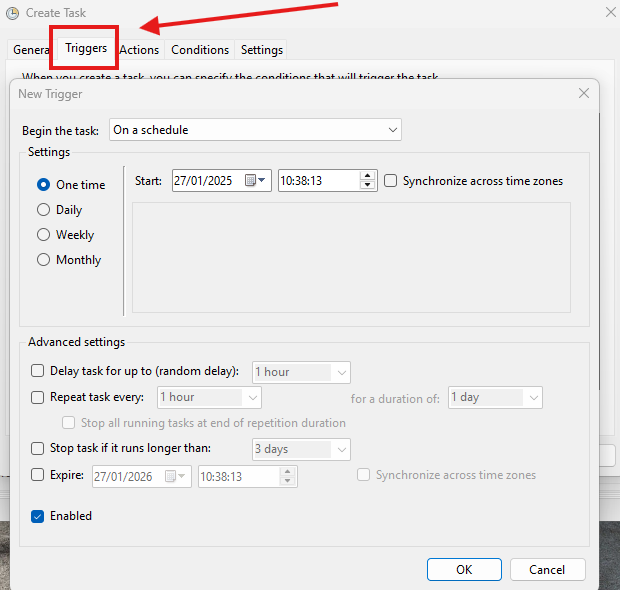 Create Task
General Triggers Actions Conditions Settings
When you create a task, you can specify the conditions that will trigger the task.
New Trigger
Begin the task: On a schedule
Settings
One time
Start: 27/01/2025 10:38:13 Synchronize across time zones
Daily
Weekly
Monthly
Advanced settings
Delay task for up to (random delay): 1 hour
Repeat task every: 1 hour for a duration of: 1 day
Stop all running tasks at end of repetition duration
Stop task if it runs longer than: 3 days
Expire: 27/01/2026 10:38:13 Synchronize across time zones
Enabled
OK Cancel